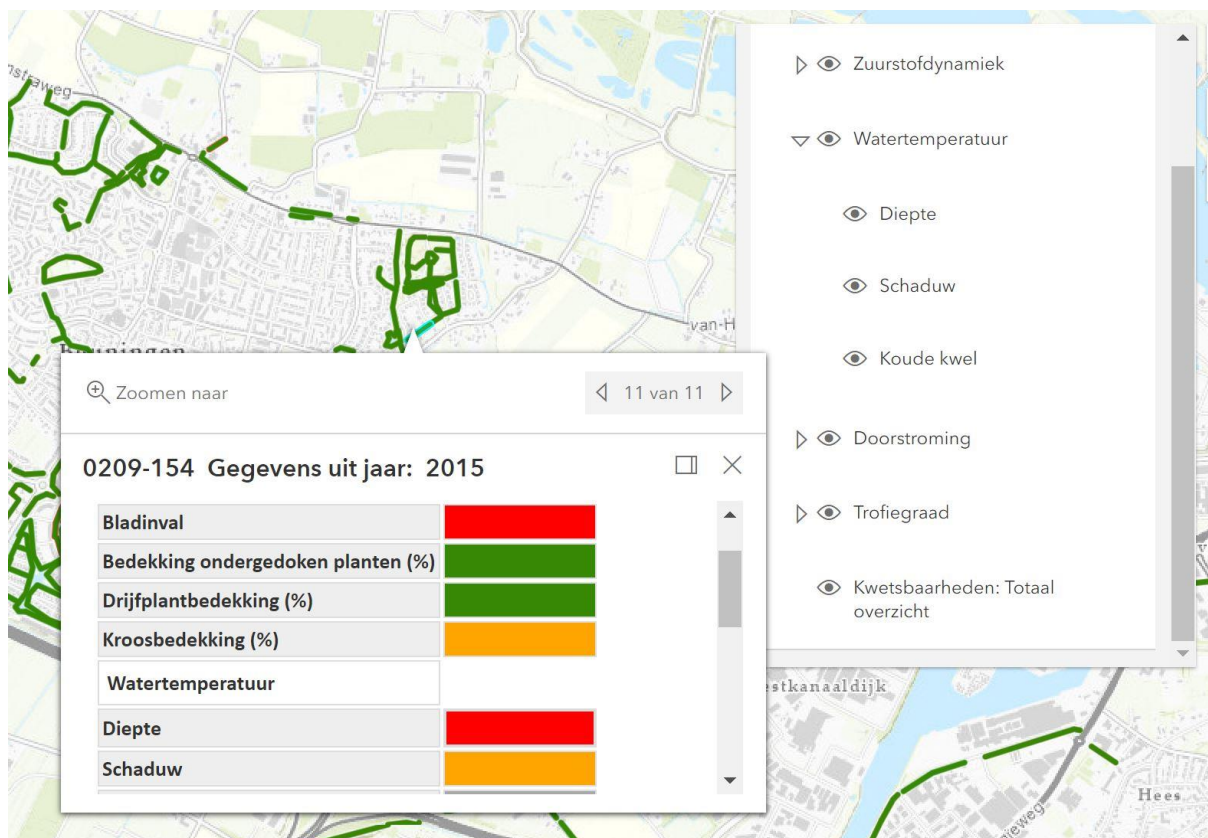 Zuurstofdynamiek
Watertemperatuur
Diepte
Schaduw
Koude kwel
Doorstroming
Trofiegraad
Kwetsbaarheden: Totaal
overzicht
van-H
Zoomen naar
11 van 11
0209-154 Gegevens uit jaar: 2015
Bladinval
Bedekking ondergedoken planten (%)
Drijfplantbedekking (%)
Kroosbedekking (%)
Watertemperatuur
Diepte
Schaduw
stkanaaldijk
Hees